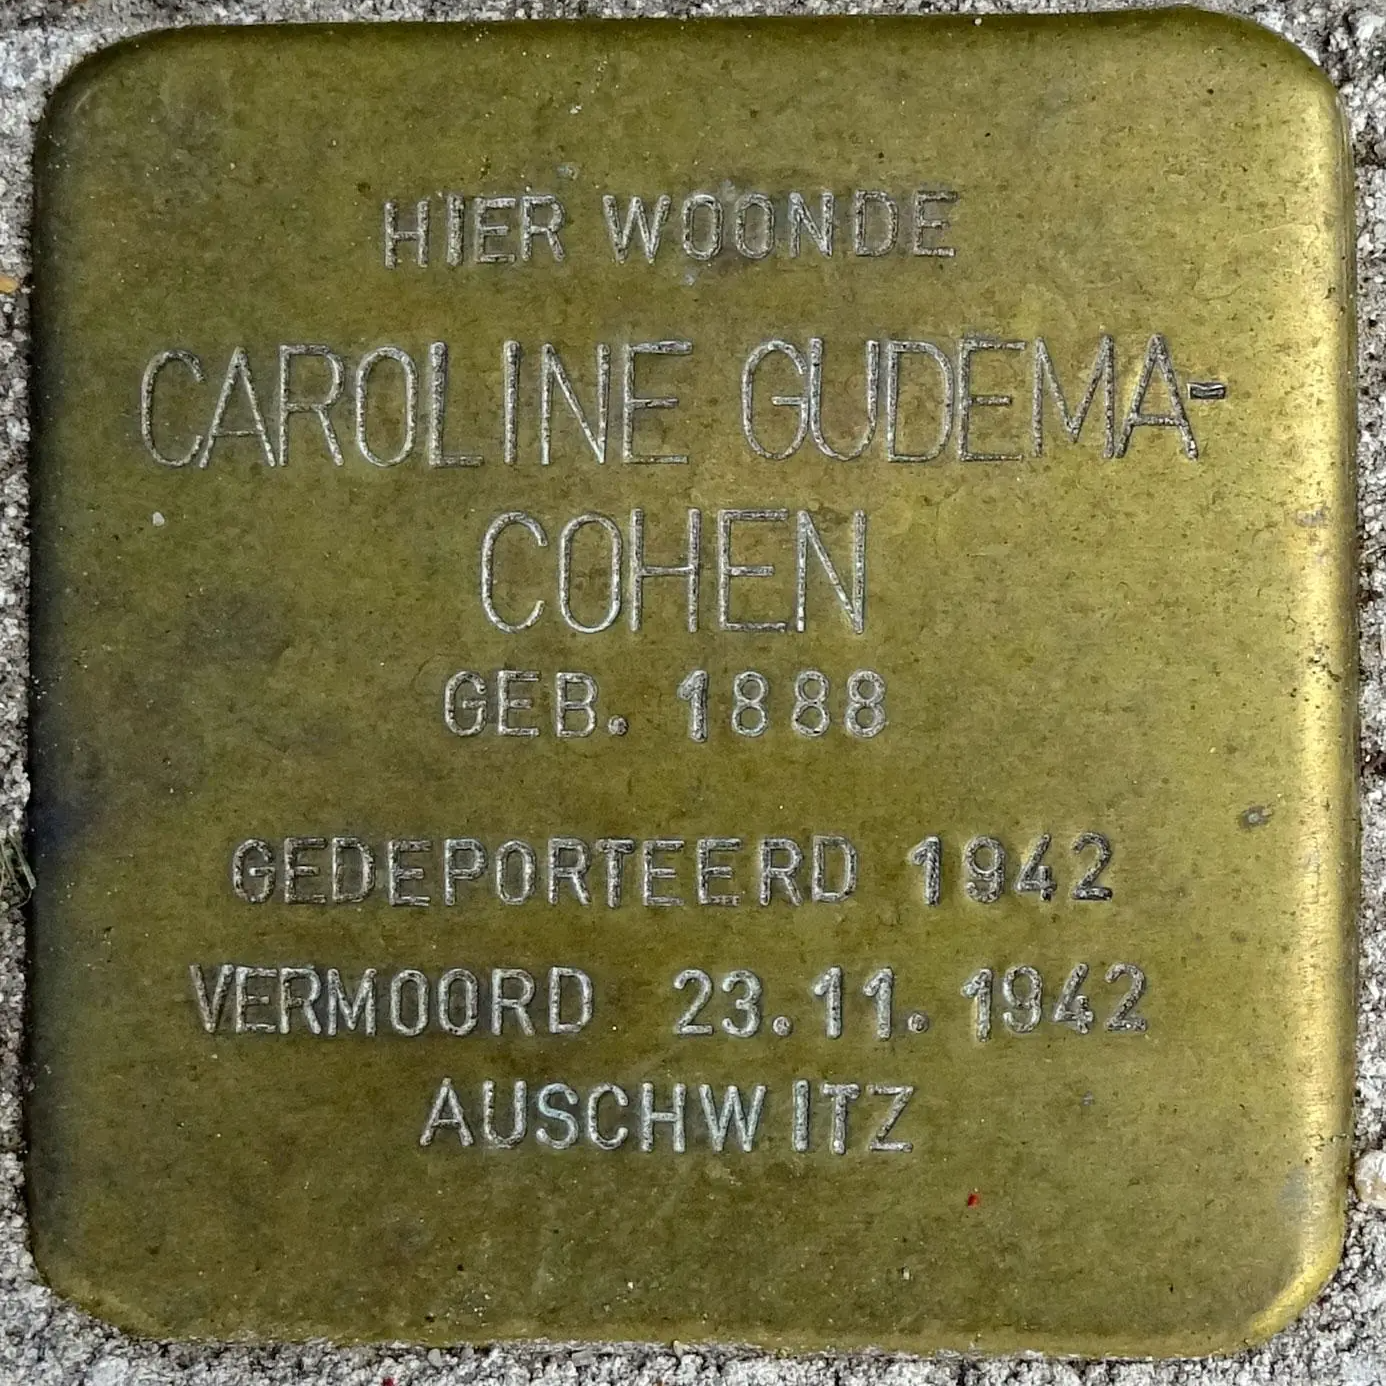 HIER WOONDE
CAROLINE GUDEMA-
COHEN
GEB. 1888
GEDEPORTEERD 1942
VERMOORD 23.11.1942
AUSCHWITZ